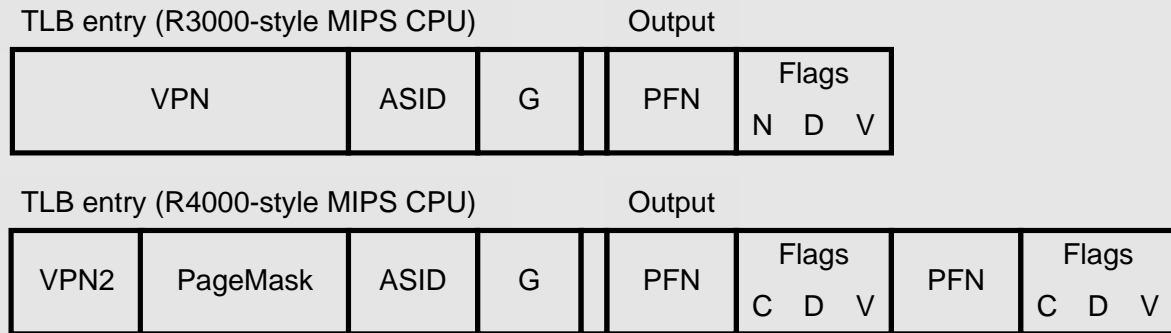 TLB entry (R3000-style MIPS CPU) Output
VPN ASID G PFN Flags
N D V
TLB entry (R4000-style MIPS CPU) Output
VPN2 PageMask ASID G PFN Flags PFN Flags
C D V C D V